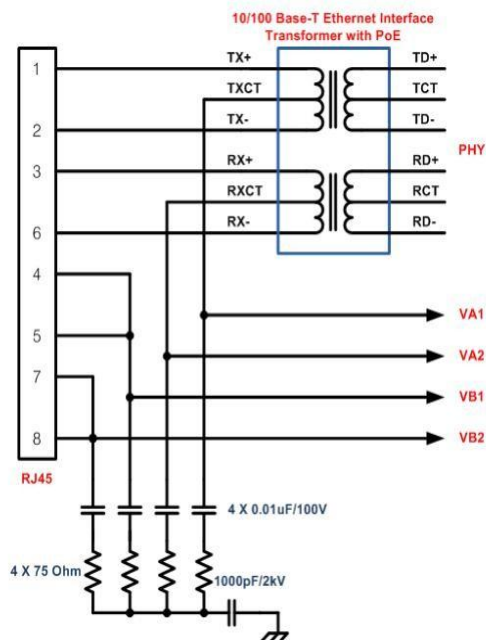 10/100 Base-T Ethernet Interface
Transformer with PoE
1
TX+
TD+
TXCT
TCT
2
TX-
TD-
PHY
3
RX+
RD+
RXCT
RCT
6
RX-
RD-
4
VA1
5
VA2
7
VB1
8
VB2
RJ45
4 X 0.01uF/100V
4 X 75 Ohm
1000pF/2kV